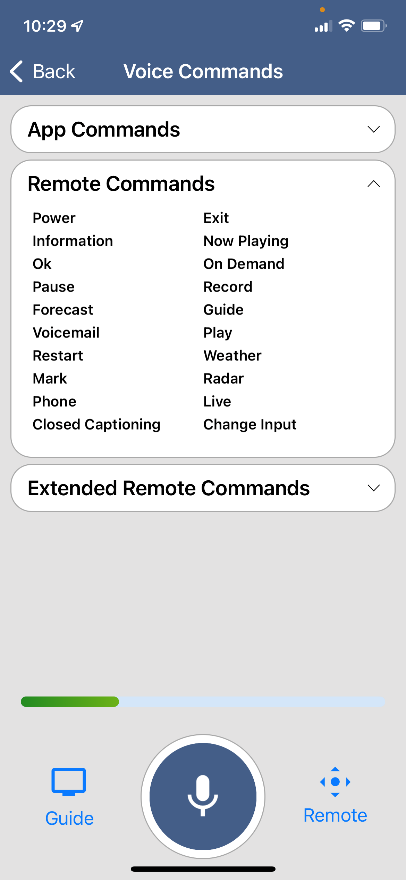 10:29
Back Voice Commands
App Commands
Remote Commands
Power Exit
Information Now Playing
Ok On Demand
Pause Record
Forecast Guide
Voicemail Play
Restart Weather
Mark Radar
Phone Live
Closed Captioning Change Input
Extended Remote Commands
Guide Remote